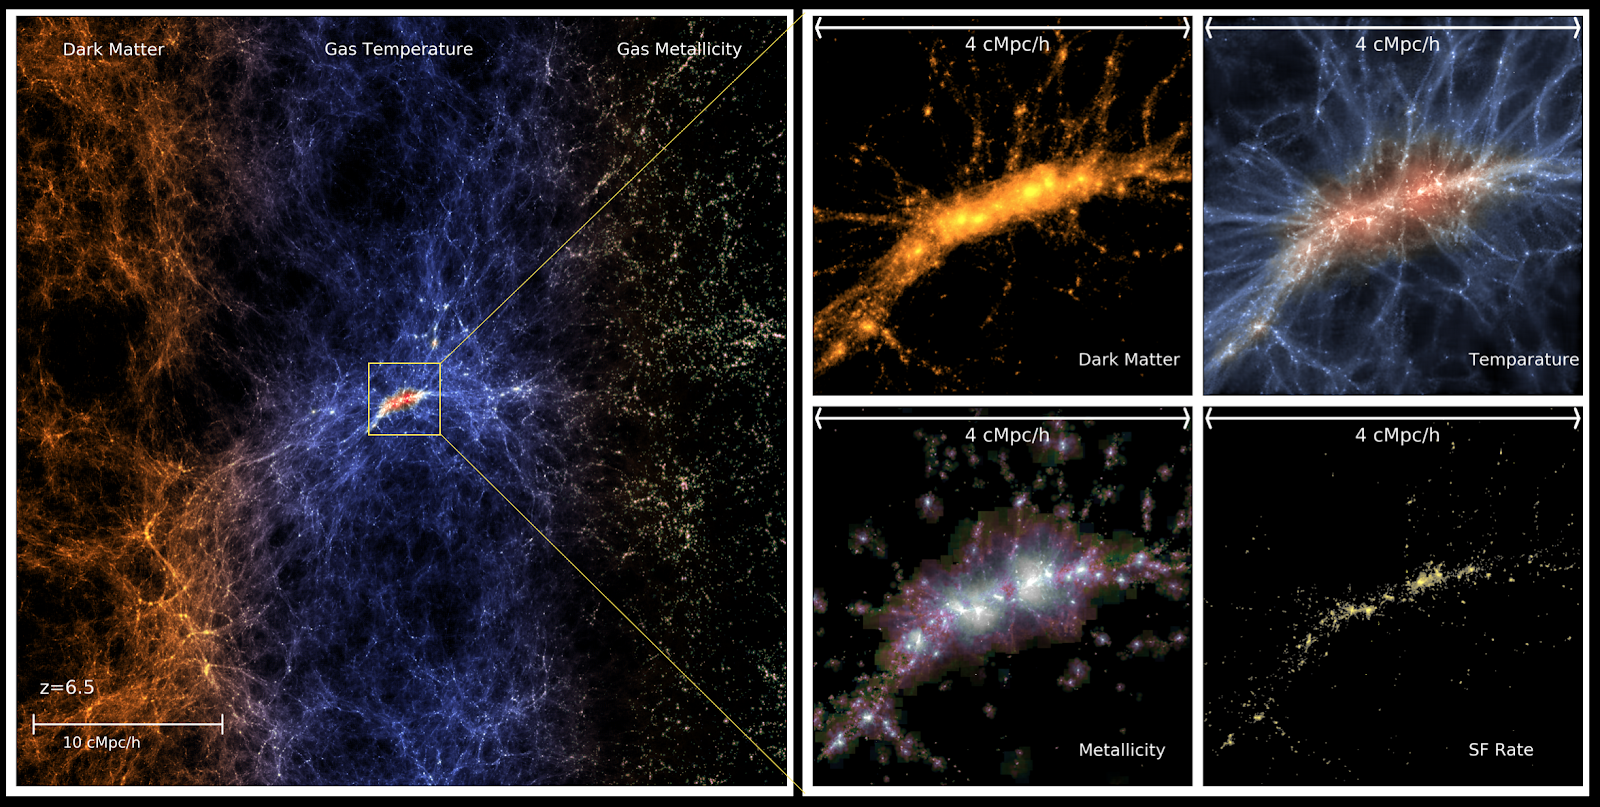 Dark Matter
Gas Temperature
Gas Metallicity
z=6.5
10 cMpc/h
4 cMpc/h
Dark Matter
4 cMpc/h
Temparature
4 cMpc/h
Metallicity
4 cMpc/h
SF Rate